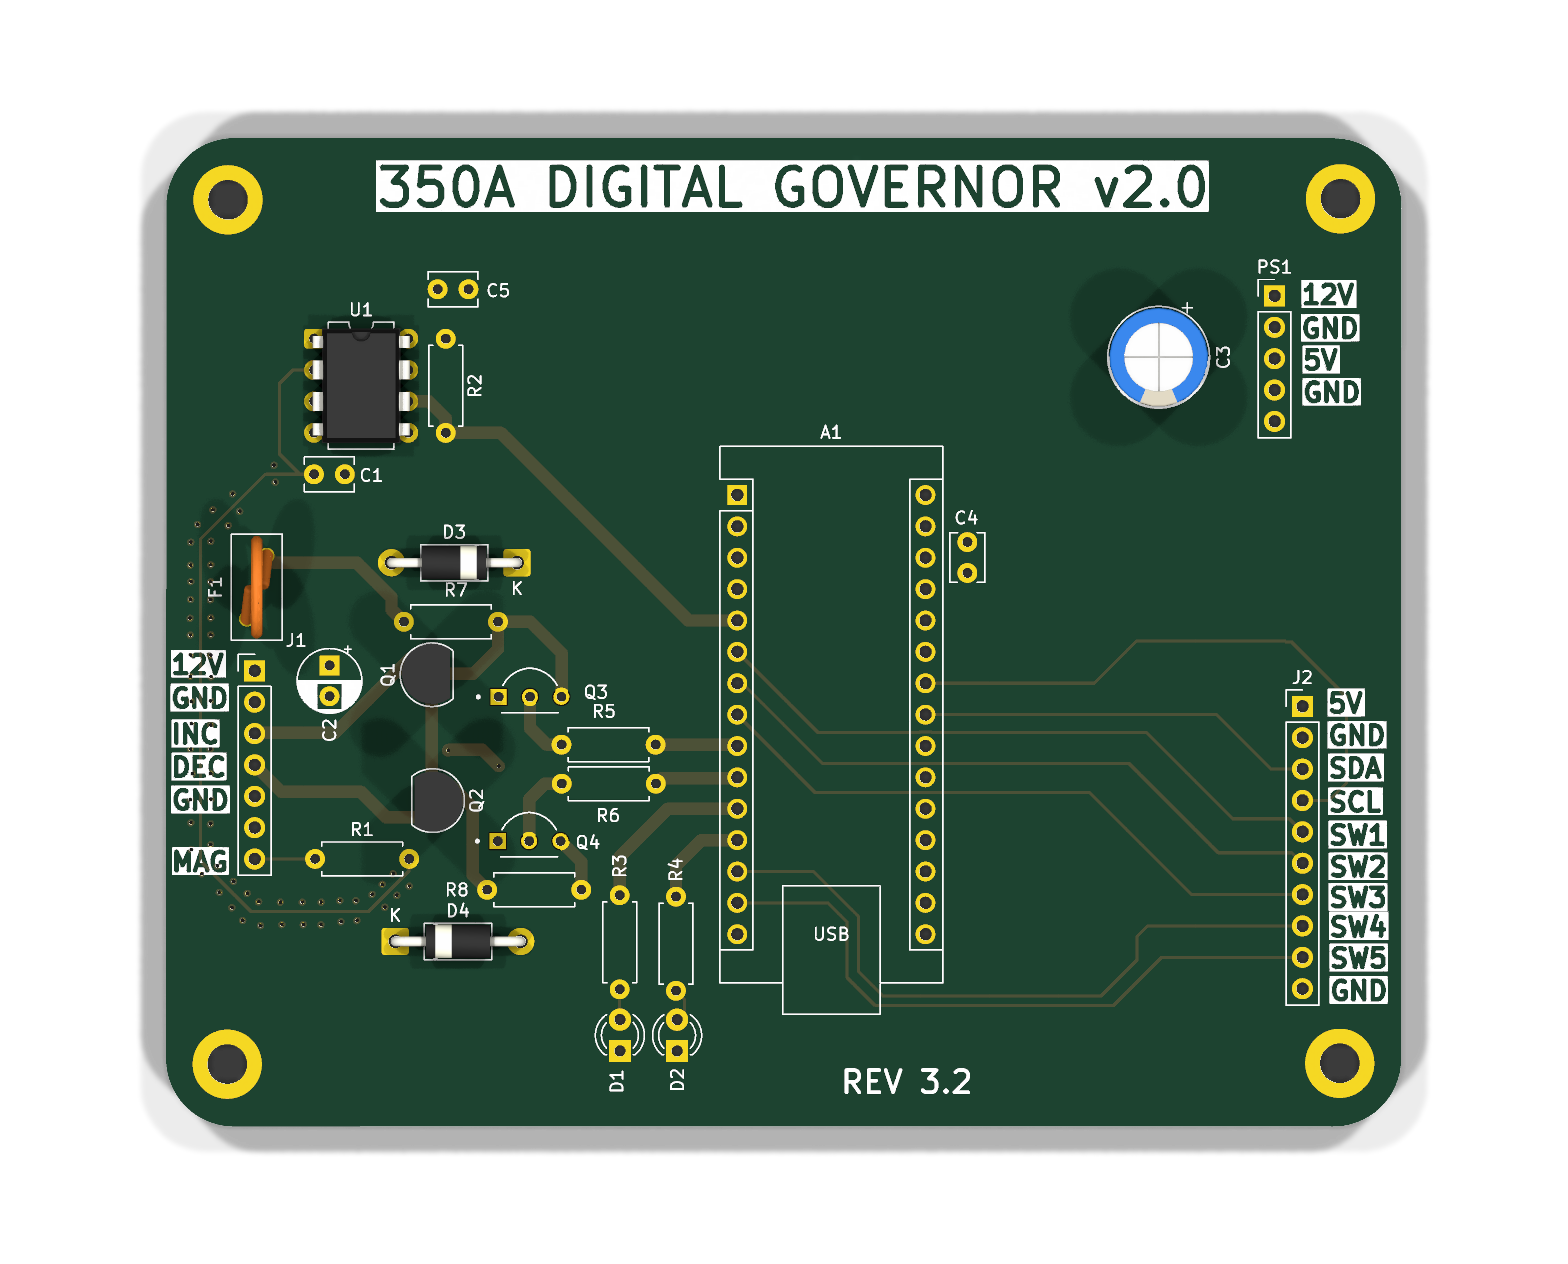 350A DIGITAL GOVERNOR v2.0
PS1
12V
GND
5V
GND
C3
C5
U1
R2
C1
A1
C4
D3
K
R7
F1
J1
12V
GND
INC
DEC
GND
MAG
C2
Q1
Q3
R5
Q2
R6
Q4
R1
R8
R3
R4
K
D4
USB
J2
5V
GND
SDA
SCL
SW1
SW2
SW3
SW4
SW5
GND
D1
D2
REV 3.2